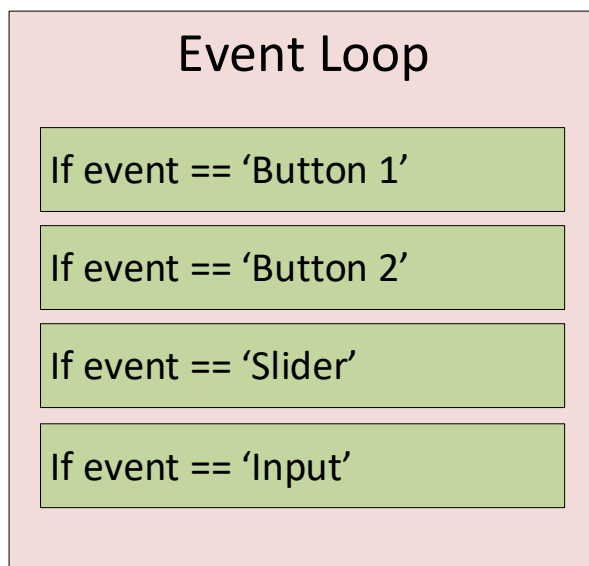 Event Loop
If event == ‘Button 1’
If event == ‘Button 2’
If event == ‘Slider’
If event == ‘Input’